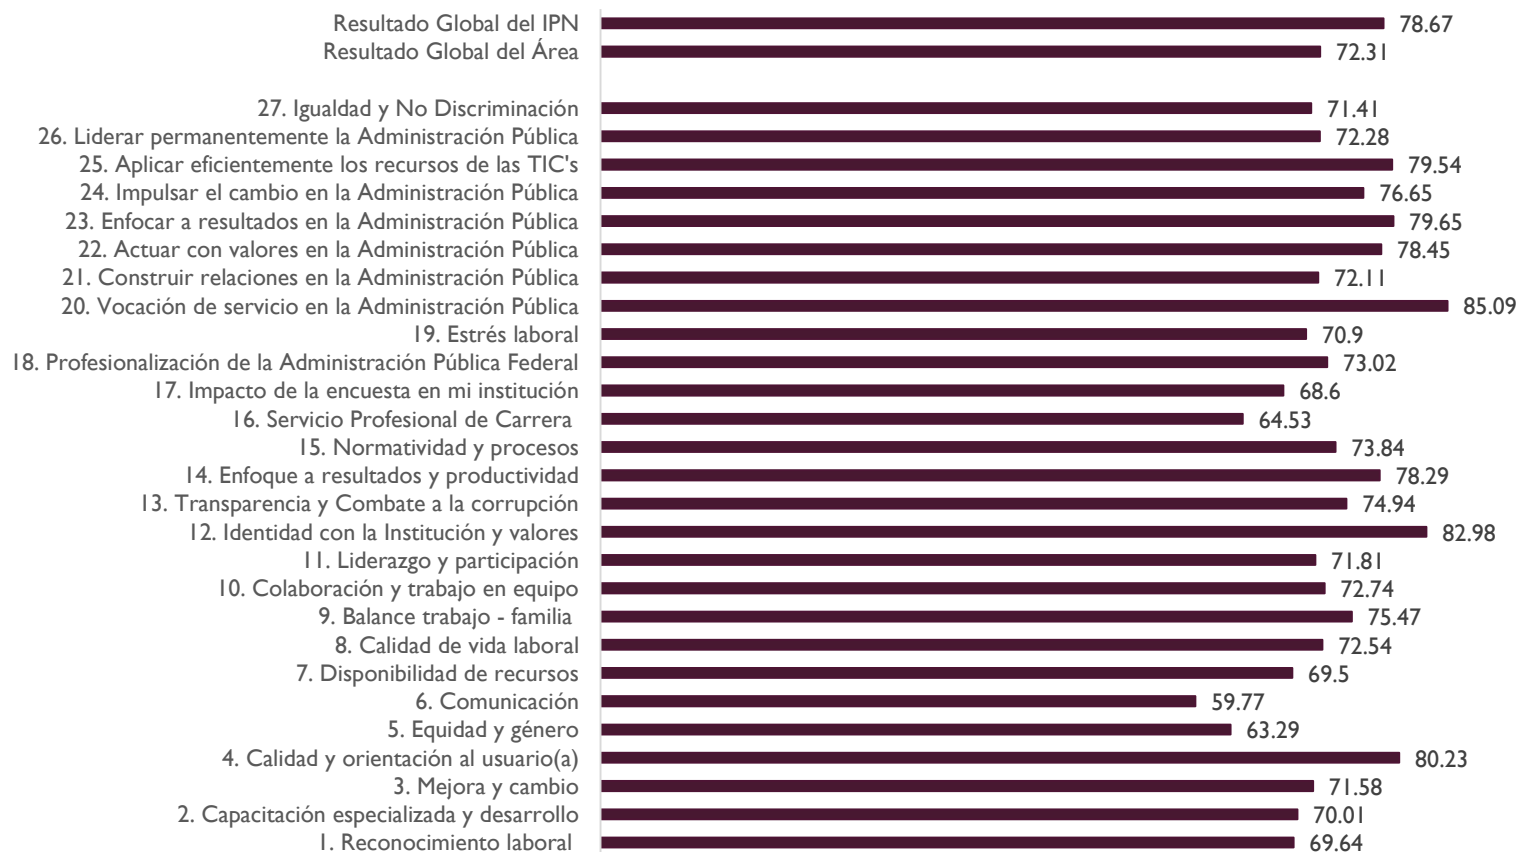 Resultado Global del IPN 78.67
Resultado Global del Área 72.31
27. Igualdad y No Discriminación 71.41
26. Liderar permanentemente la Administración Pública 72.28
25. Aplicar eficientemente los recursos de las TIC's 79.54
24. Impulsar el cambio en la Administración Pública 76.65
23. Enfocar a resultados en la Administración Pública 79.65
22. Actuar con valores en la Administración Pública 78.45
21. Construir relaciones en la Administración Pública 72.11
20. Vocación de servicio en la Administración Pública 85.09
19. Estrés laboral 70.9
18. Profesionalización de la Administración Pública Federal 73.02
17. Impacto de la encuesta en mi institución 68.6
16. Servicio Profesional de Carrera 64.53
15. Normatividad y procesos 73.84
14. Enfoque a resultados y productividad 78.29
13. Transparencia y Combate a la corrupción 74.94
12. Identidad con la Institución y valores 82.98
11. Liderazgo y participación 71.81
10. Colaboración y trabajo en equipo 72.74
9. Balance trabajo - familia 75.47
8. Calidad de vida laboral 72.54
7. Disponibilidad de recursos 69.5
6. Comunicación 59.77
5. Equidad y género 63.29
4. Calidad y orientación al usuario(a) 80.23
3. Mejora y cambio 71.58
2. Capacitación especializada y desarrollo 70.01
1. Reconocimiento laboral 69.64